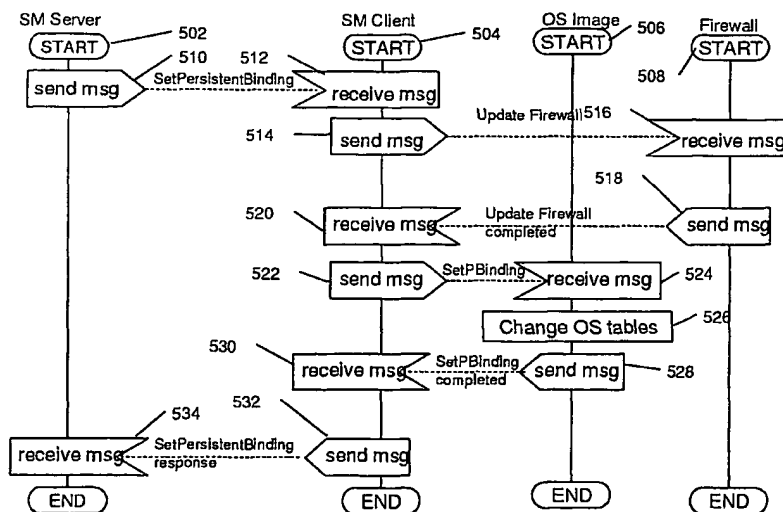 SM Server
SM Client
OS Image
Firewall
START
502
START
504
START
506
START
508
510
512
send msg
SetPersistentBinding
receive msg
514
send msg
Update Firewall
516
receive msg
518
520
receive msg
Update Firewall
completed
send msg
522
send msg
SetPBinding
receive msg
524
Change OS tables
526
530
receive msg
SetPBinding
completed
send msg
528
534
532
receive msg
SetPersistentBinding
response
send msg
END
END
END
END